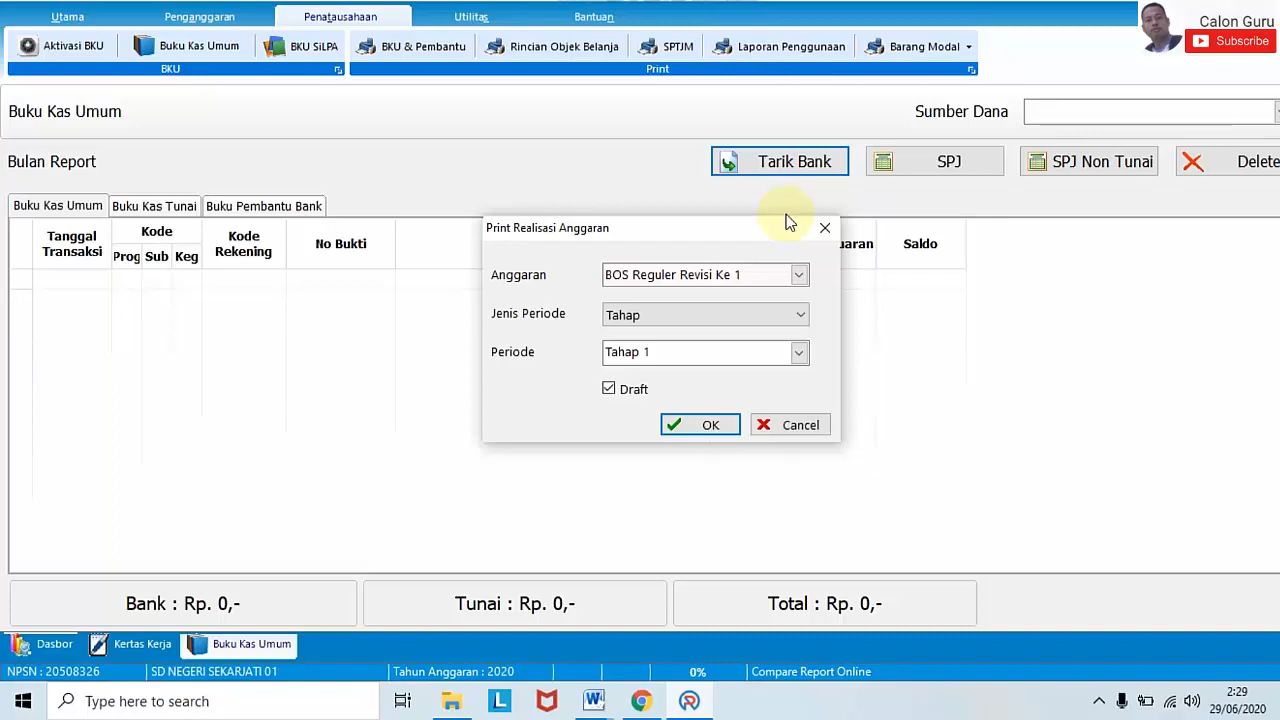 Utama Penganggaran Penatausahaan Utilitas Bantuan
Calon Guru
Subscribe
Aktivasi BKU Buku Kas Umum BKU SiLPA BKU & Pembantu Rincian Objek Belanja SPTJM Laporan Penggunaan Barang Modal
BKU Print
Buku Kas Umum Sumber Dana
Bulan Report Tarik Bank SPJ SPJ Non Tunai Delete
Buku Kas Umum Buku Kas Tunai Buku Pembantu Bank
Tanggal Transaksi Kode Prog Sub Keg Kode Rekening No Bukti uaran Saldo
Print Realisasi Anggaran
Anggaran BOS Reguler Revisi Ke 1
Jenis Periode Tahap
Periode Tahap 1
Draft
OK Cancel
Bank : Rp. 0,- Tunai : Rp. 0,- Total : Rp. 0,-
Dasbor Kertas Kerja Buku Kas Umum
NPSN : 20508326 SD NEGERI SEKARJATI 01 Tahun Anggaran : 2020 0% Compare Report Online
Type here to search
2:29
29/06/2020